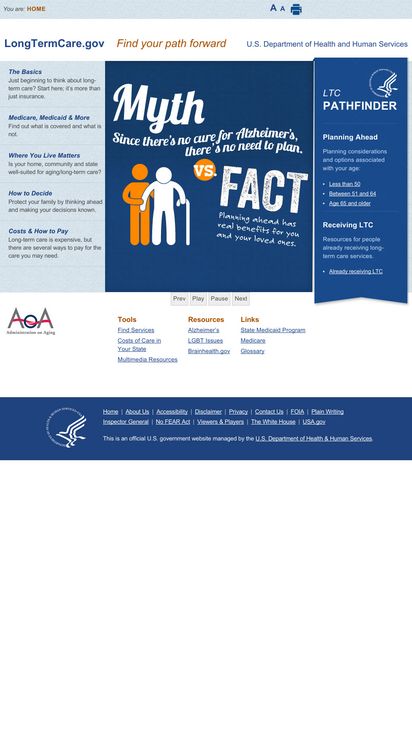 You are: HOME
A A
LongTermCare.gov Find your path forward U.S. Department of Health and Human Services
The Basics
Just beginning to think about long-
term care? Start here; it's more than
just insurance.
Medicare, Medicaid & More
Find out what is covered and what is
not.
Where You Live Matters
Is your home, community and state
well-suited for aging/long-term care?
How to Decide
Protect your family by thinking ahead
and making your decisions known.
Costs & How to Pay
Long-term care is expensive, but
there are several ways to pay for the
care you may need.
Myth
Since there's no cure for Alzheimer's,
there's no need to plan.
VS.
FACT
Planning ahead has
real benefits for you
and your loved ones.
LTC
PATHFINDER
Planning Ahead
Planning considerations
and options associated
with your age:
Less than 50
Between 51 and 64
Age 65 and older
Receiving LTC
Resources for people
already receiving long-
term care services.
Already receiving LTC
Prev Play Pause Next
AoA
Administration on Aging
Tools
Find Services
Costs of Care in
Your State
Multimedia Resources
Resources
Alzheimer's
LGBT Issues
Brainhealth.gov
Links
State Medicaid Program
Medicare
Glossary
Home | About Us | Accessibility | Disclaimer | Privacy | Contact Us | FOIA | Plain Writing
Inspector General | No FEAR Act | Viewers & Players | The White House | USA.gov
This is an official U.S. government website managed by the U.S. Department of Health & Human Services.